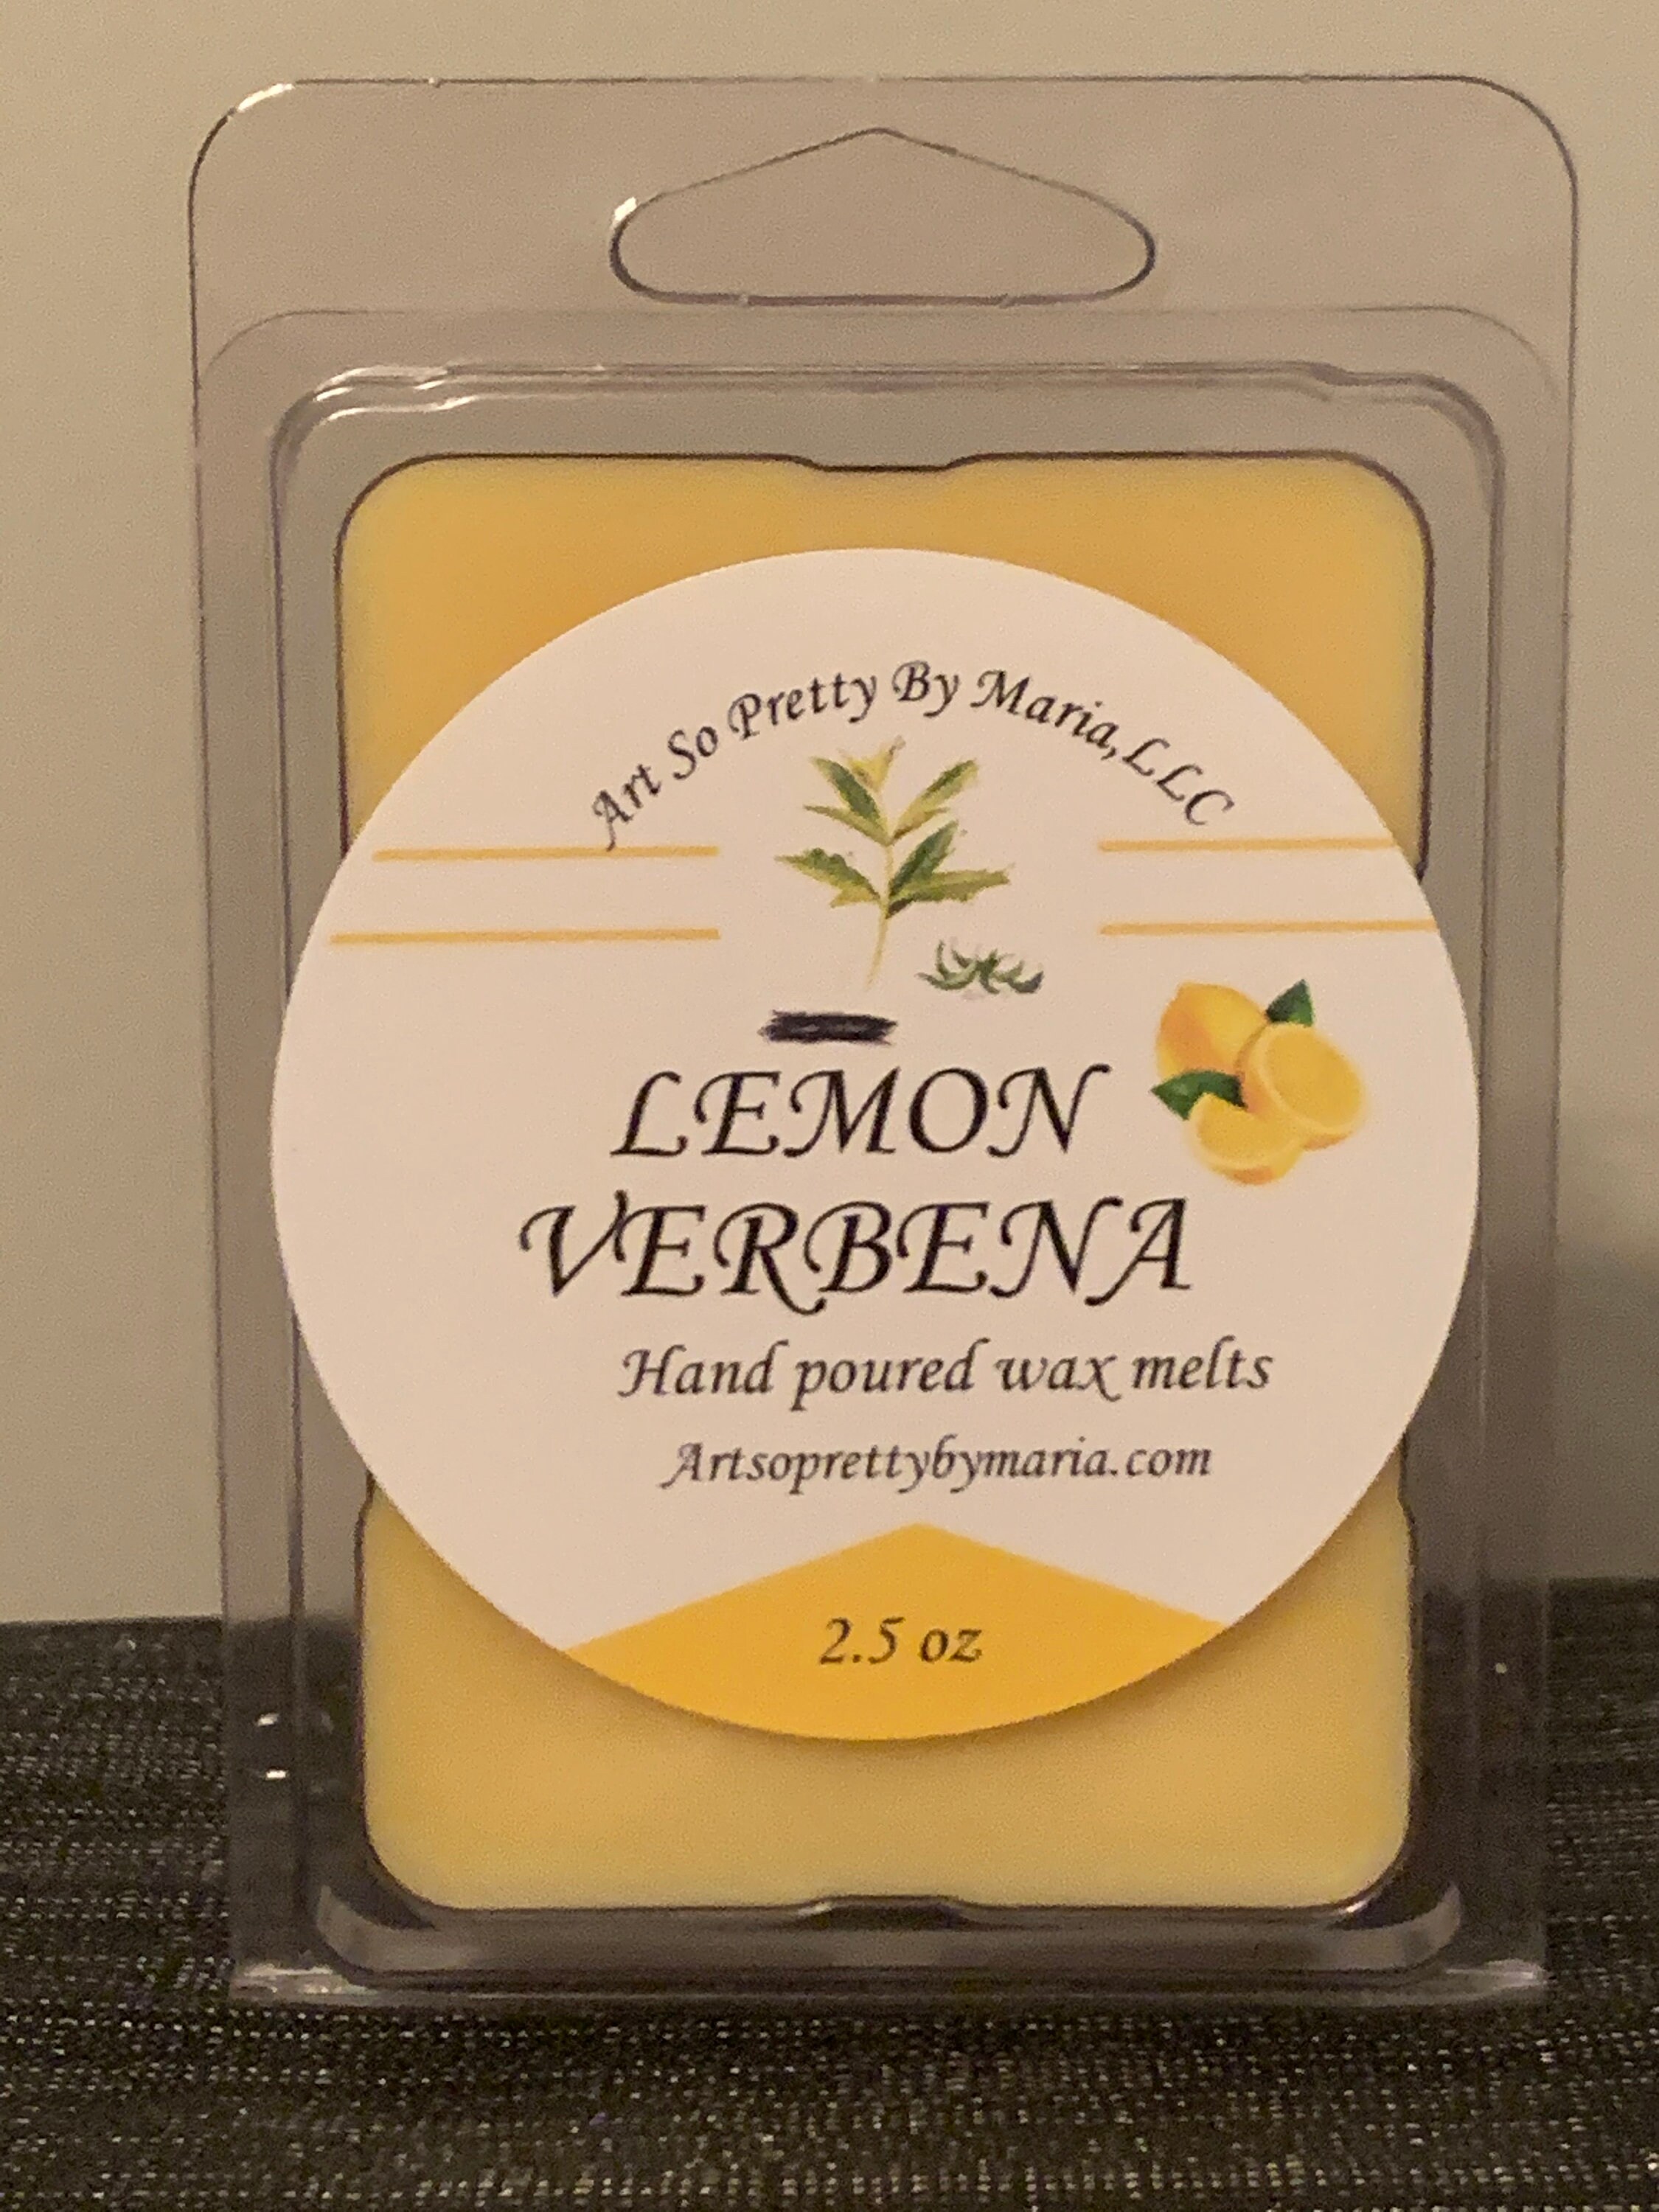 Art So Pretty By Maria, LLC
LEMON
VERBENA
Hand poured wax melts
Artsoprettybymaria.com
2.5 oz